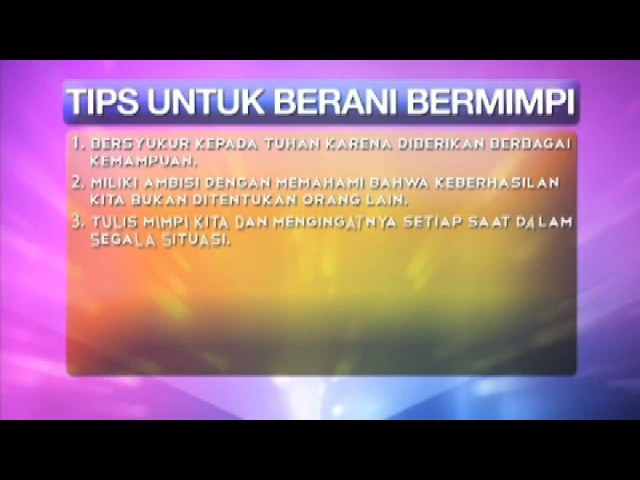 TIPS UNTUK BERANI BERMIMPI
1. BERSYUKUR KEPADA TUHAN KARENA DIBERIKAN BERBAGAI
KEMAMPUAN.
2. MILIKI AMBISI DENGAN MEMAHAMI BAHWA KEBERHASILAN
KITA BUKAN DITENTUKAN ORANG LAIN.
3. TULIS MIMPI KITA DAN MENGINGATNYA SETIAP SAAT DALAM
SEGALA SITUASI.